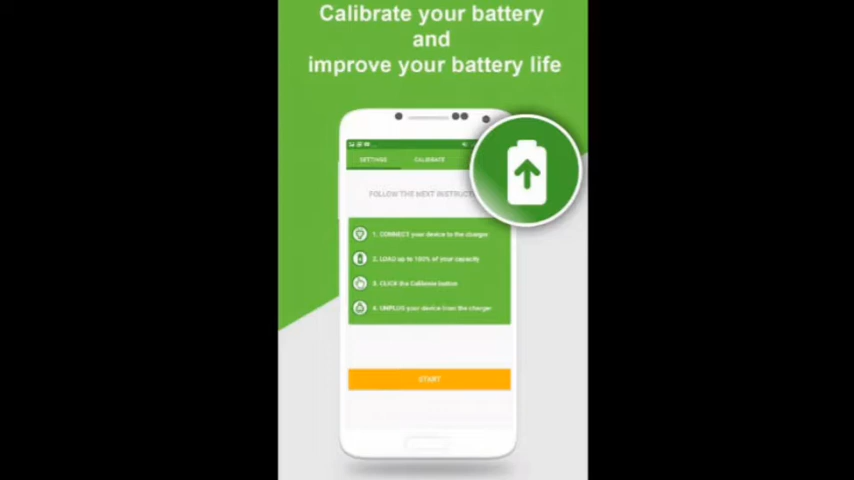 Calibrate your battery
and
improve your battery life
SETTINGS CALIBRATE
FOLLOW THE NEXT
1. CONNECT your device to the charger
2. LOAD up to 100% of your capacity
3. CLICK the Calibrate button
4. UNPLUG your device from the charger
START